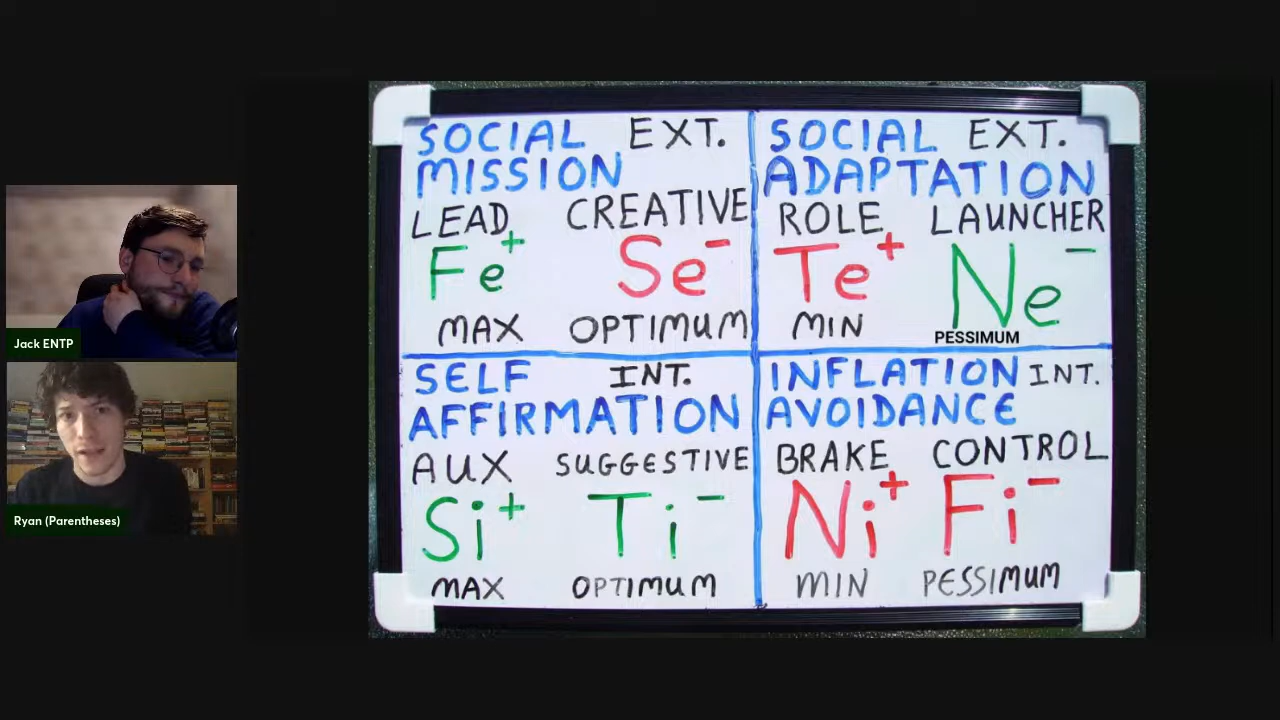 Jack ENTP
Ryan (Parentheses)
SOCIAL EXT.
MISSION
LEAD CREATIVE
Fe+ Se-
MAX OPTIMUM
SOCIAL EXT.
ADAPTATION
ROLE LAUNCHER
Te+ Ne-
MIN PESSIMUM
SELF INT.
AFFIRMATION
AUX SUGGESTIVE
Si+ Ti-
MAX OPTIMUM
INFLATION INT.
AVOIDANCE
BRAKE CONTROL
Ni+ Fi-
MIN PESSIMUM